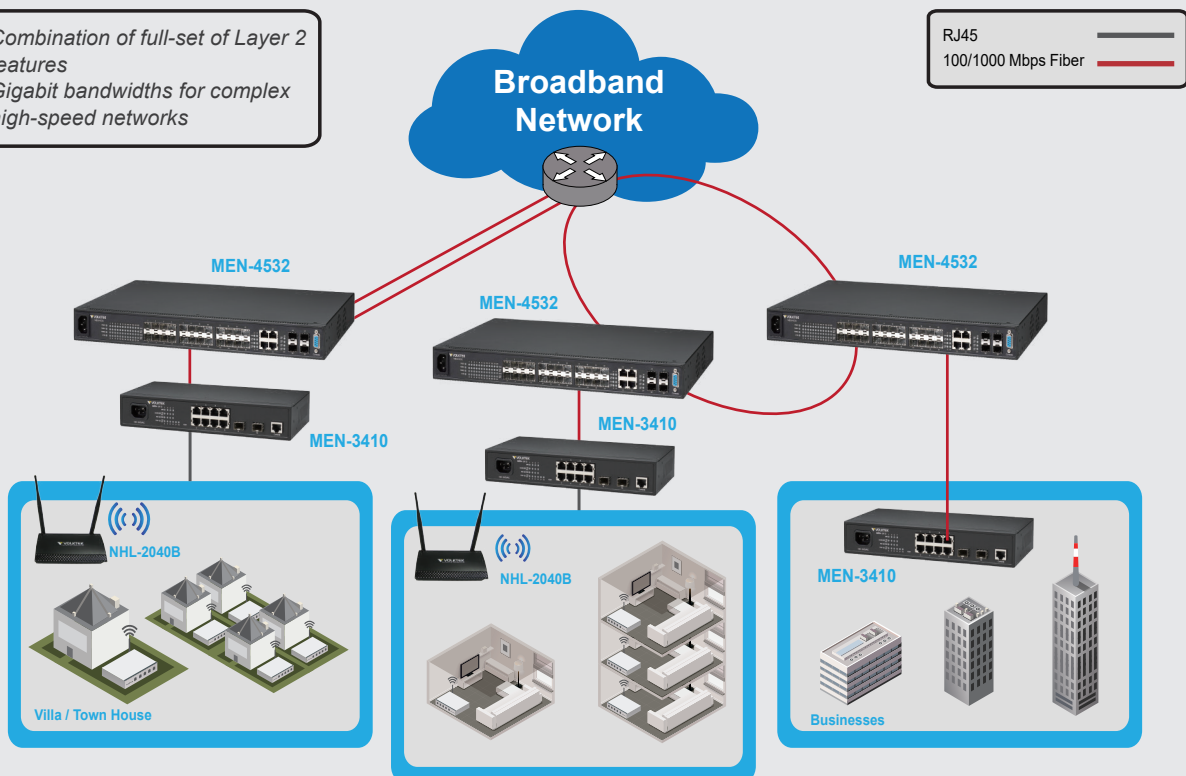 Combination of full-set of Layer 2
eatures
Gigabit bandwidths for complex
igh-speed networks
Broadband
Network
RJ45
100/1000 Mbps Fiber
MEN-4532
MEN-4532
MEN-4532
MEN-3410
MEN-3410
NHL-2040B
NHL-2040B
MEN-3410
Villa / Town House
Businesses
VOLKTEK
VOLKTEK